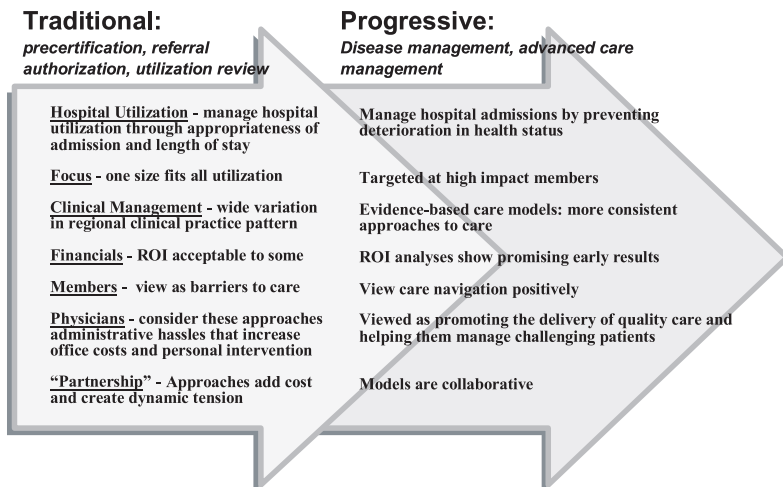 Traditional:
precertification, referral
authorization, utilization review
Hospital Utilization - manage hospital
utilization through appropriateness of
admission and length of stay
Focus - one size fits all utilization
Clinical Management - wide variation
in regional clinical practice pattern
Financials - ROI acceptable to some
Members - view as barriers to care
Physicians - consider these approaches
administrative hassles that increase
office costs and personal intervention
“Partnership” - Approaches add cost
and create dynamic tension
Progressive:
Disease management, advanced care
management
Manage hospital admissions by preventing
deterioration in health status
Targeted at high impact members
Evidence-based care models: more consistent
approaches to care
ROI analyses show promising early results
View care navigation positively
Viewed as promoting the delivery of quality care and
helping them manage challenging patients
Models are collaborative